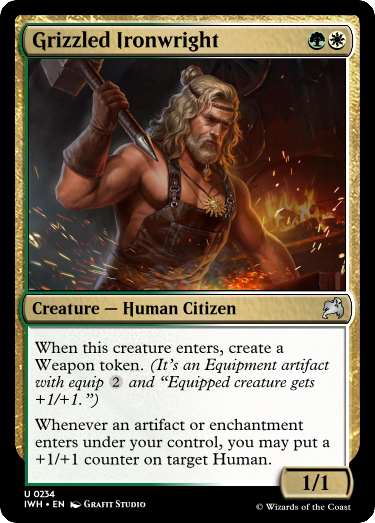 Grizzled Ironwright
Creature — Human Citizen
When this creature enters, create a
Weapon token. (It's an Equipment artifact
with equip 2 and “Equipped creature gets
+1/+1.”)
Whenever an artifact or enchantment
enters under your control, you may put a
+1/+1 counter on target Human.
1/1
U 0234
IWH • EN Grafit Studio
© Wizards of the Coast